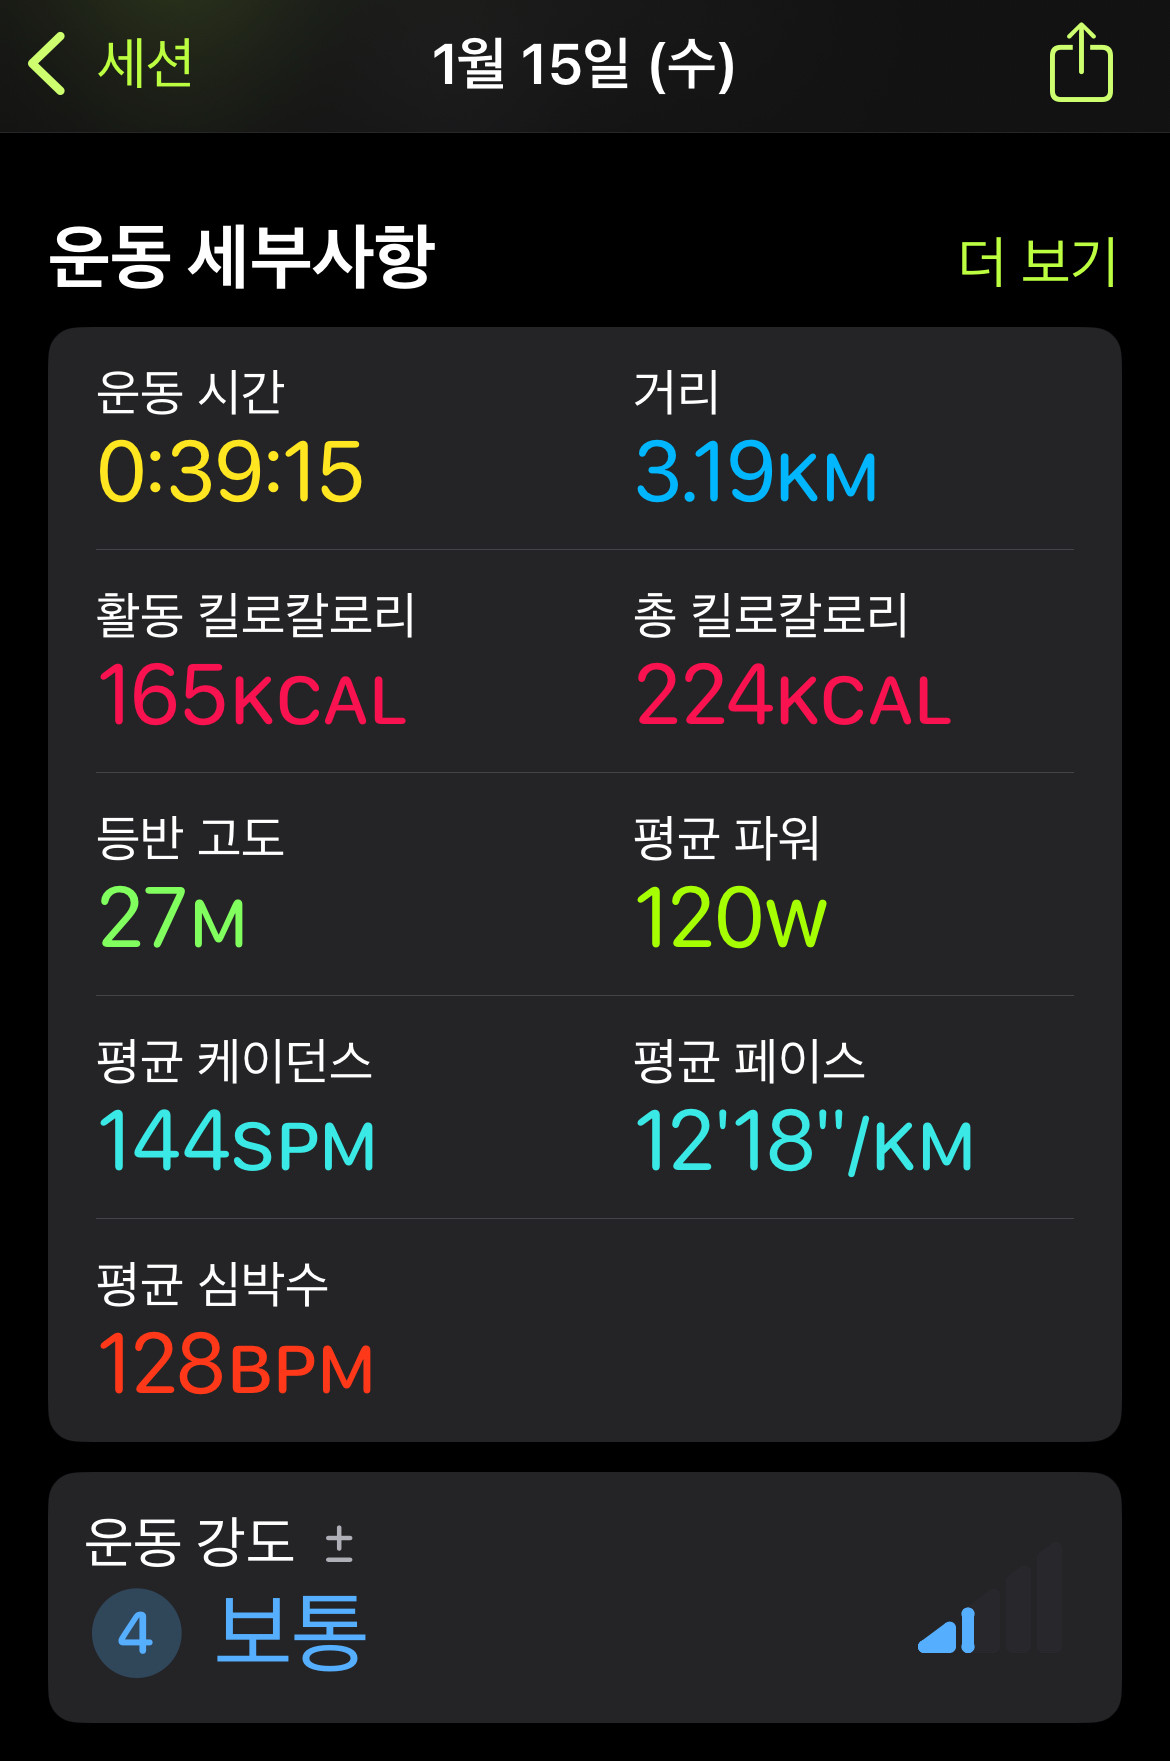 세션
1월 15일 (수)
운동 세부사항
더 보기
운동 시간
거리
0:39:15
3.19KM
활동 킬로칼로리
총 킬로칼로리
165KCAL
224KCAL
등반 고도
평균 파워
27M
120W
평균 케이던스
평균 페이스
144SPM
12'18"/KM
평균 심박수
128BPM
운동 강도 ±
4 보통